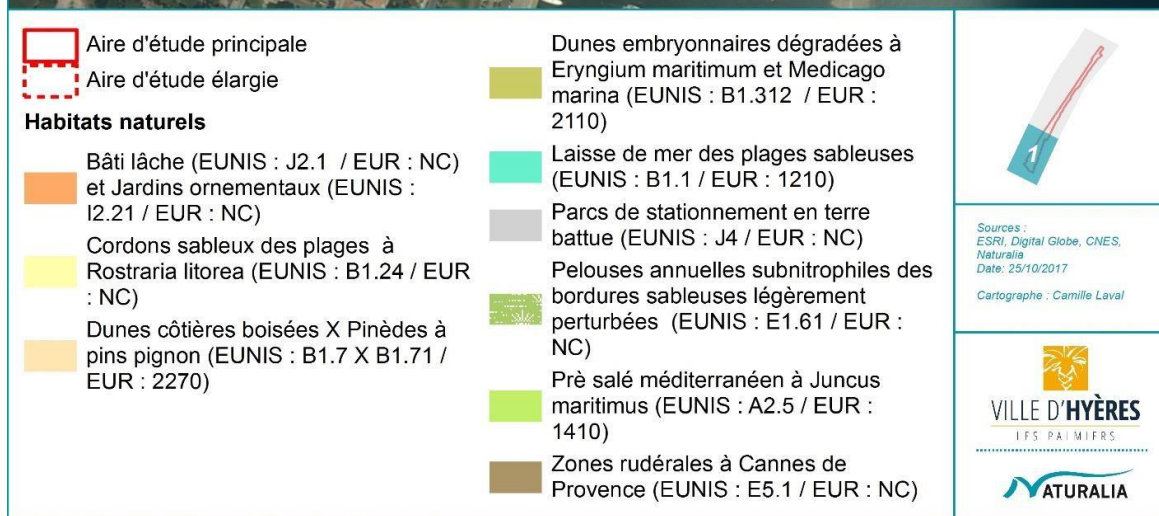 Aire d'étude principale
Aire d'étude élargie
Habitats naturels
Bâti lâche (EUNIS : J2.1 / EUR : NC)
et Jardins ornementaux (EUNIS :
I2.21 / EUR : NC)
Cordons sableux des plages à
Rostraria litorea (EUNIS : B1.24 / EUR
: NC)
Dunes côtières boisées X Pinèdes à
pins pignon (EUNIS : B1.7 X B1.71 /
EUR : 2270)
Dunes embryonnaires dégradées à
Eryngium maritimum et Medicago
marina (EUNIS : B1.312 / EUR :
2110)
Laisse de mer des plages sableuses
(EUNIS : B1.1 / EUR : 1210)
Parcs de stationnement en terre
battue (EUNIS : J4 / EUR : NC)
Pelouses annuelles subnitrophiles des
bordures sableuses légèrement
perturbées (EUNIS : E1.61 / EUR :
NC)
Prè salé méditerranéen à Juncus
maritimus (EUNIS : A2.5 / EUR :
1410)
Zones rudérales à Cannes de
Provence (EUNIS : E5.1 / EUR : NC)
1
Sources :
ESRI, Digital Globe, CNES,
Naturalia
Date: 25/10/2017
Cartographe : Camille Laval
VILLE D'HYÈRES
LES PALMIERS
NATURALIA